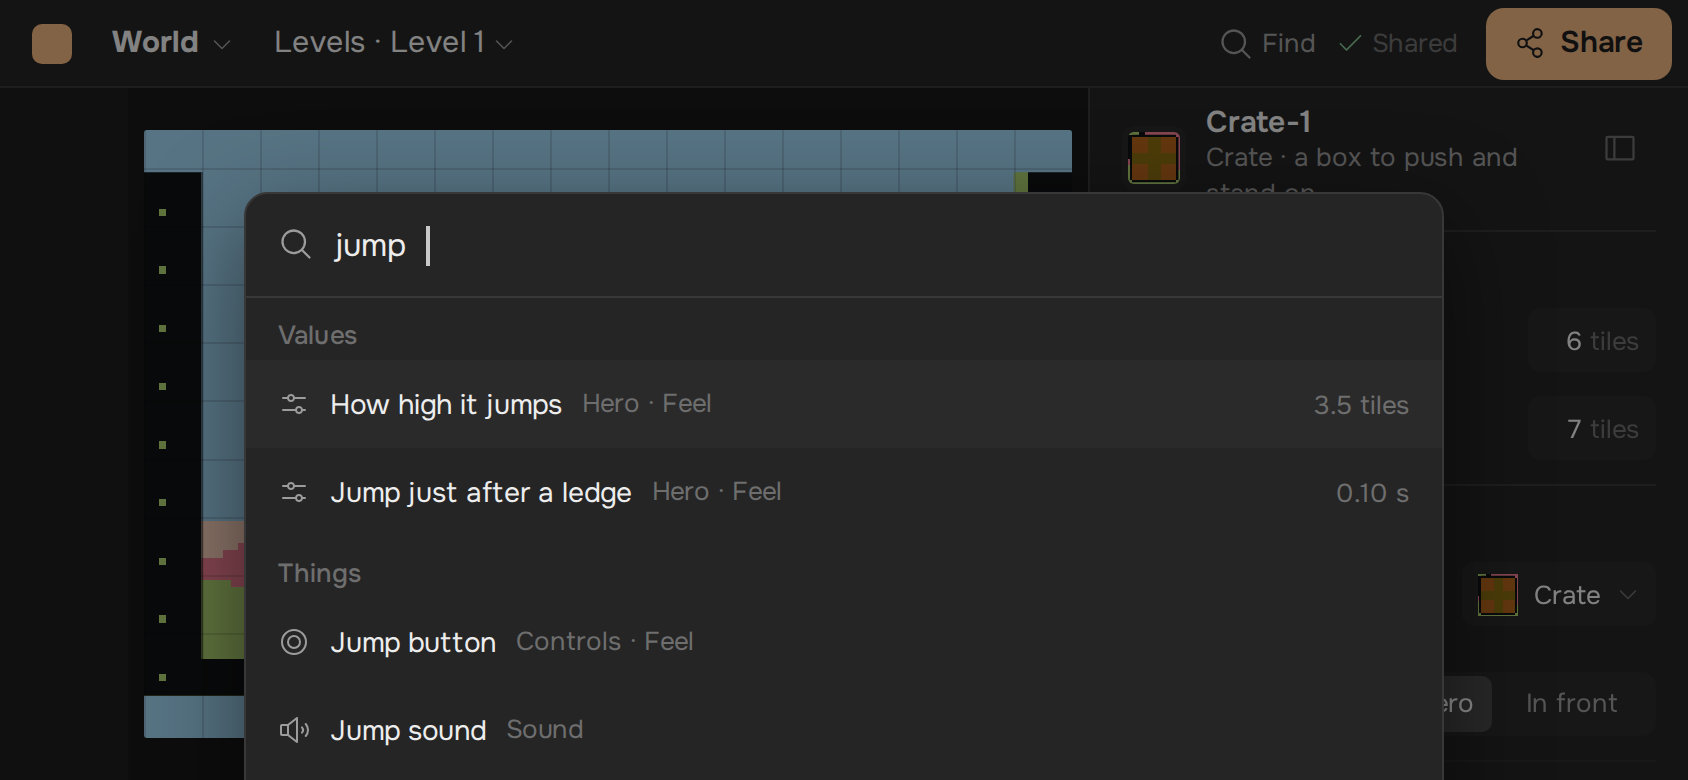 World
Levels · Level 1
Find
Shared
Share
Crate-1
Crate · a box to push and
stand on
jump
Values
How high it jumps Hero · Feel 3.5 tiles
Jump just after a ledge Hero · Feel 0.10 s
Things
Jump button Controls · Feel
Jump sound Sound
6 tiles
7 tiles
Crate
In front